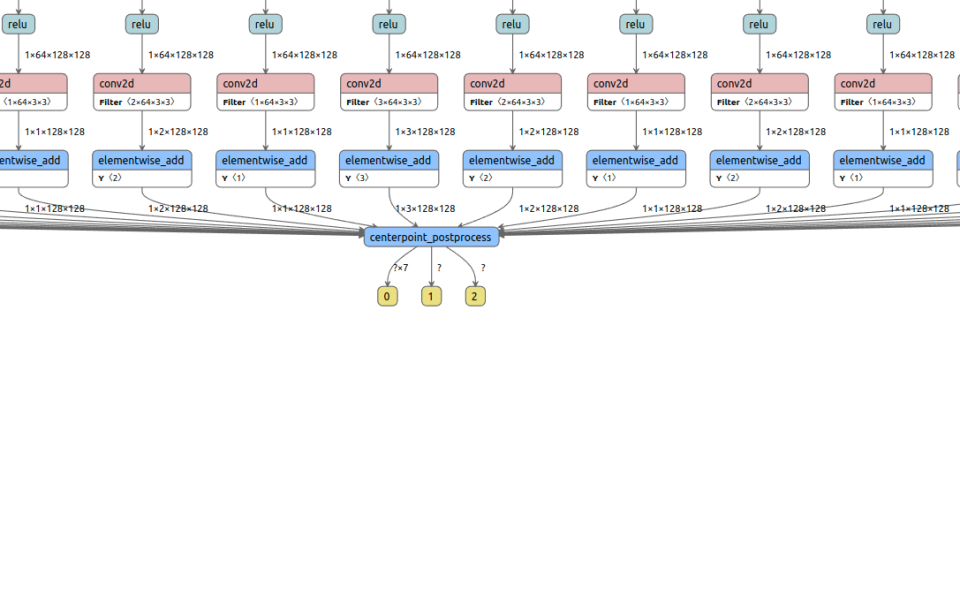 relu relu relu relu relu relu relu relu
1×64×128×128 1×64×128×128 1×64×128×128 1×64×128×128 1×64×128×128 1×64×128×128 1×64×128×128 1×64×128×128
2d conv2d conv2d conv2d conv2d conv2d conv2d conv2d
〈1×64×3×3〉 Filter 〈2×64×3×3〉 Filter 〈1×64×3×3〉 Filter 〈3×64×3×3〉 Filter 〈2×64×3×3〉 Filter 〈1×64×3×3〉 Filter 〈2×64×3×3〉 Filter 〈1×64×3×3〉
1×1×128×128 1×2×128×128 1×1×128×128 1×3×128×128 1×2×128×128 1×1×128×128 1×2×128×128 1×1×128×128
entwise_add elementwise_add elementwise_add elementwise_add elementwise_add elementwise_add elementwise_add elementwise_add
Y 〈2〉 Y 〈1〉 Y 〈3〉 Y 〈2〉 Y 〈1〉 Y 〈2〉 Y 〈1〉
1×1×128×128 1×2×128×128 1×1×128×128 1×3×128×128 1×2×128×128 1×1×128×128 1×2×128×128 1×1×128×128
centerpoint_postprocess
?×7 ? ?
0 1 2